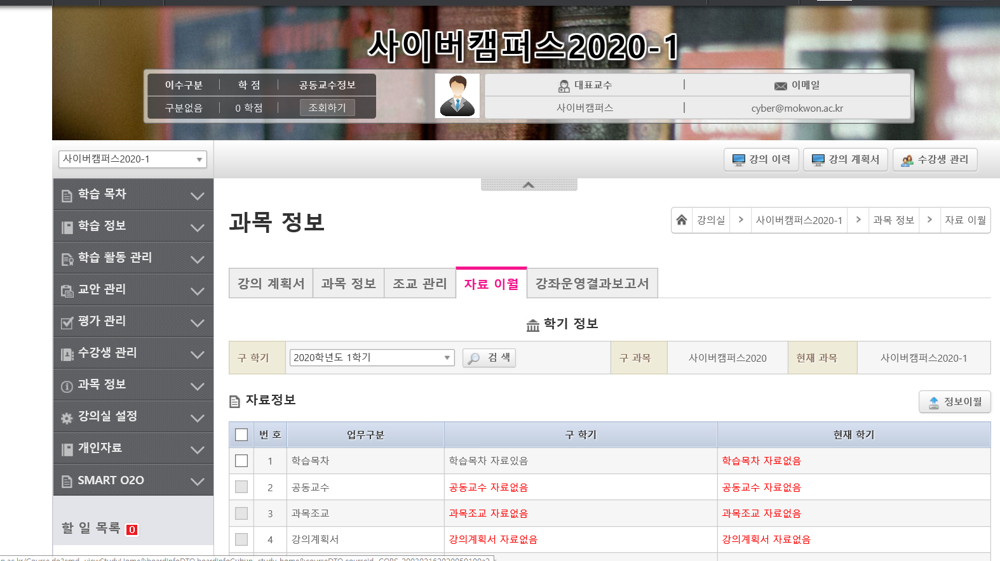 사이버캠퍼스2020-1
이수구분 학 점 공동교수정보
구분없음 0 학점 조회하기
대표교수 이메일
사이버캠퍼스 cyber@mokwon.ac.kr
사이버캠퍼스2020-1
강의 이력 강의 계획서 수강생 관리
학습 목차
학습 정보
학습 활동 관리
교안 관리
평가 관리
수강생 관리
과목 정보
강의실 설정
개인자료
SMART O2O
할 일 목록 0
과목 정보
강의실 > 사이버캠퍼스2020-1 > 과목 정보 > 자료 이월
강의 계획서 과목 정보 조교 관리 자료 이월 강좌운영결과보고서
학기 정보
구 학기 2020학년도 1학기 검 색 구 과목 사이버캠퍼스2020 현재 과목 사이버캠퍼스2020-1
자료정보
정보이월
번 호 업무구분 구 학기 현재 학기
1 학습목차 학습목차 자료있음 학습목차 자료없음
2 공동교수 공동교수 자료없음 공동교수 자료없음
3 과목조교 과목조교 자료없음 과목조교 자료없음
4 강의계획서 강의계획서 자료없음 강의계획서 자료없음